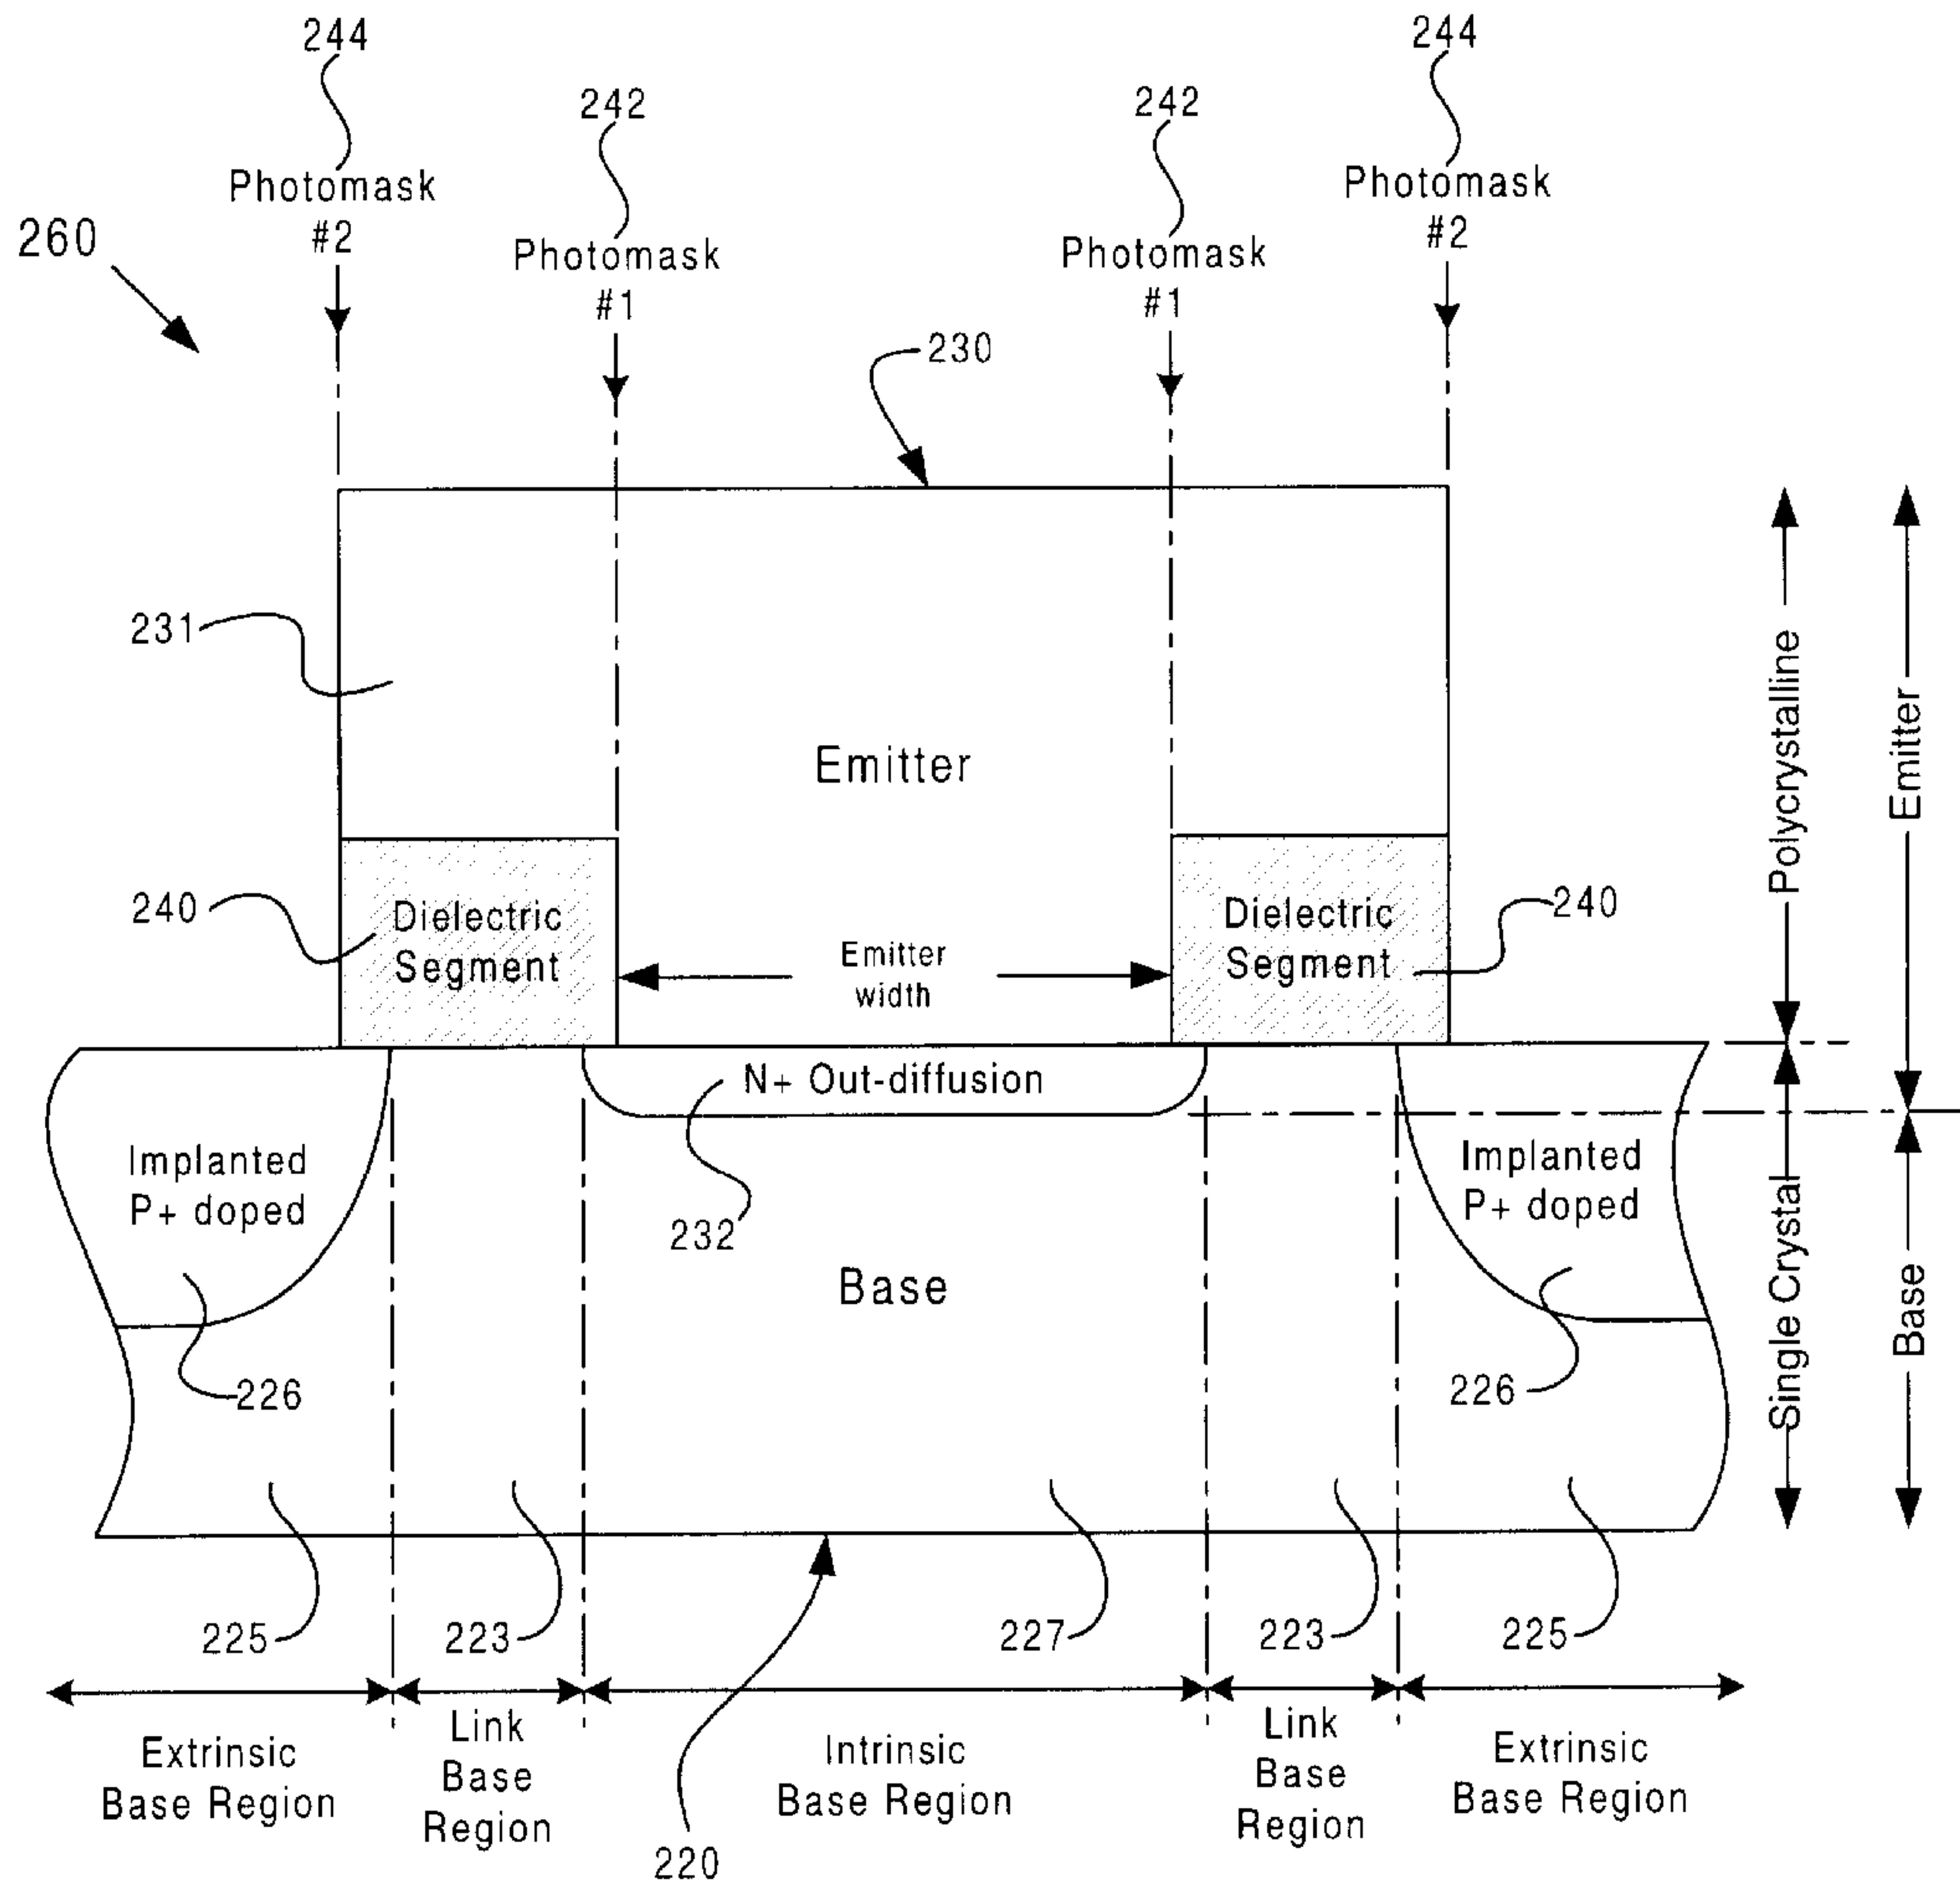 244
244
242
242
Photomask
#2
Photomask
#2
260
Photomask
#1
Photomask
#1
230
231
Emitter
Polycrystalline
Emitter
240
Dielectric
Segment
Emitter
width
Dielectric
Segment
240
N+ Out-diffusion
Implanted
P+ doped
Implanted
P+ doped
232
Base
Single Crystal
Base
226
226
225
223
227
223
225
Extrinsic
Base Region
Link
Base
Region
Intrinsic
Base Region
Link
Base
Region
Extrinsic
Base Region
220